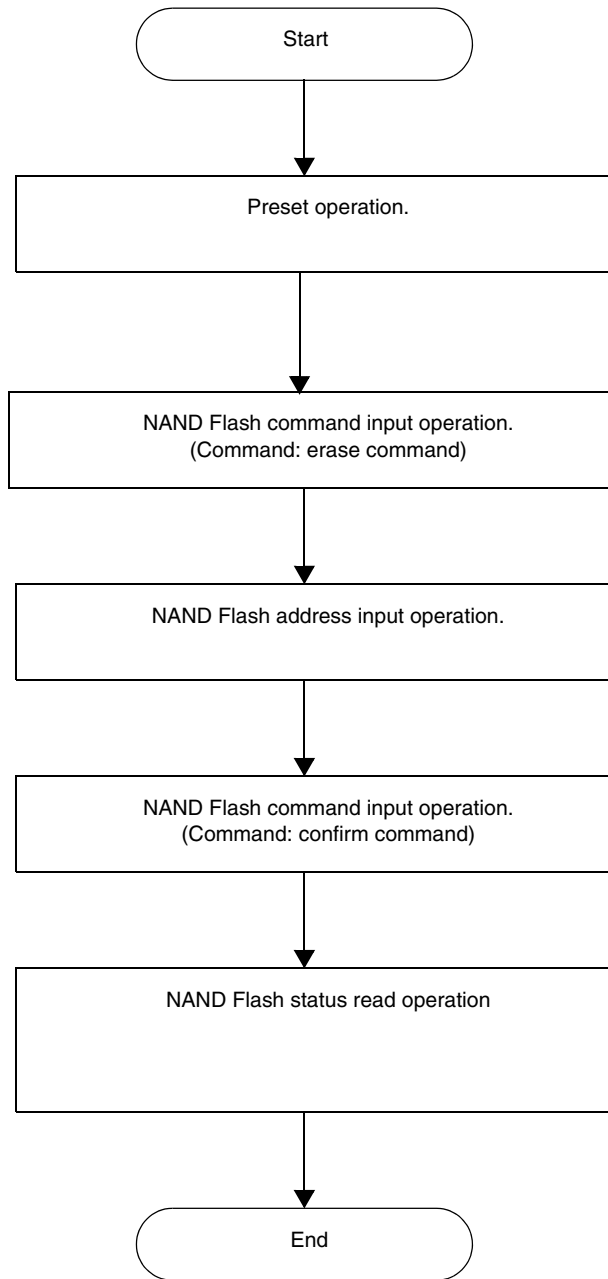 Start
Preset operation.
NAND Flash command input operation.
(Command: erase command)
NAND Flash address input operation.
NAND Flash command input operation.
(Command: confirm command)
NAND Flash status read operation
End